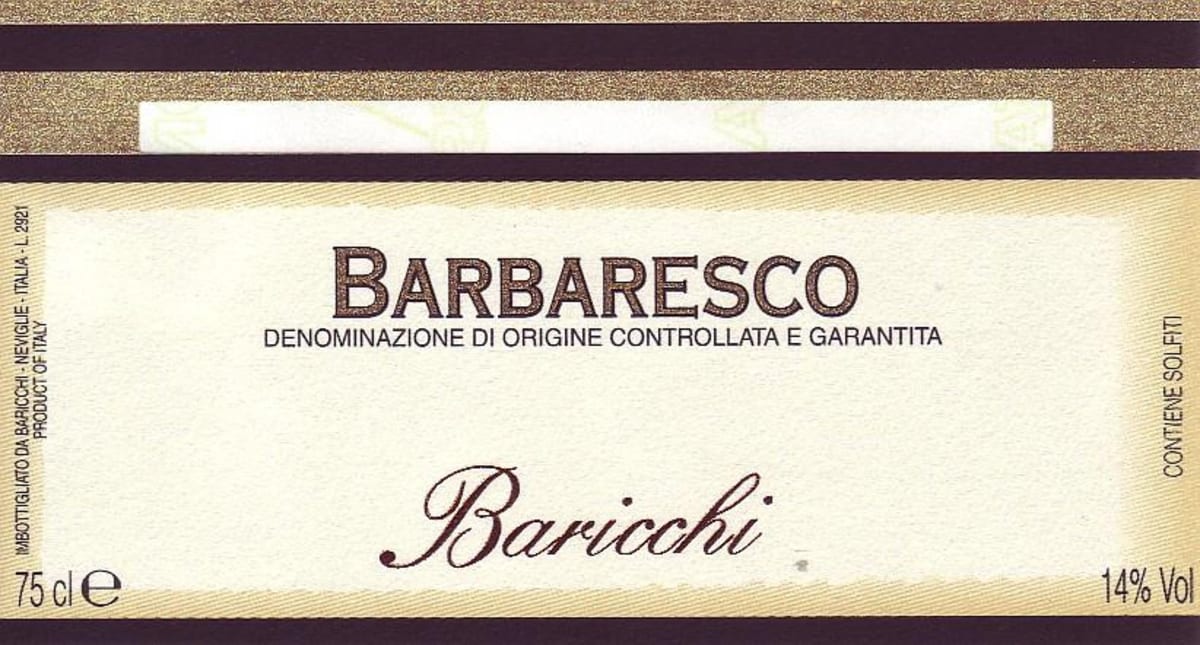 BARBARESCO
DENOMINAZIONE DI ORIGINE CONTROLLATA E GARANTITA
Baricchi
IMBOTTIGLIATO DA BARICCHI - NEVIGLIE - ITALIA - L. 2921
PRODUCT OF ITALY
CONTIENE SOLFITI
75 cl e
14% Vol